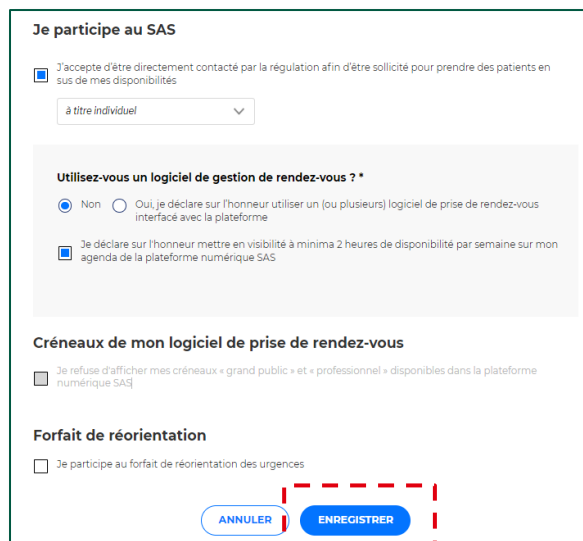 Je participe au SAS
J'accepte d'être directement contacté par la régulation afin d'être sollicité pour prendre des patients en
sus de mes disponibilités
à titre individuel
Utilisez-vous un logiciel de gestion de rendez-vous ? *
Non Oui, je déclare sur l'honneur utiliser un (ou plusieurs) logiciel de prise de rendez-vous
interfacé avec la plateforme
Je déclare sur l'honneur mettre en visibilité à minima 2 heures de disponibilité par semaine sur mon
agenda de la plateforme numérique SAS
Créneaux de mon logiciel de prise de rendez-vous
Je refuse d'afficher mes créneaux « grand public » et « professionnel » disponibles dans la plateforme
numérique SAS
Forfait de réorientation
Je participe au forfait de réorientation des urgences
ANNULER ENREGISTRER